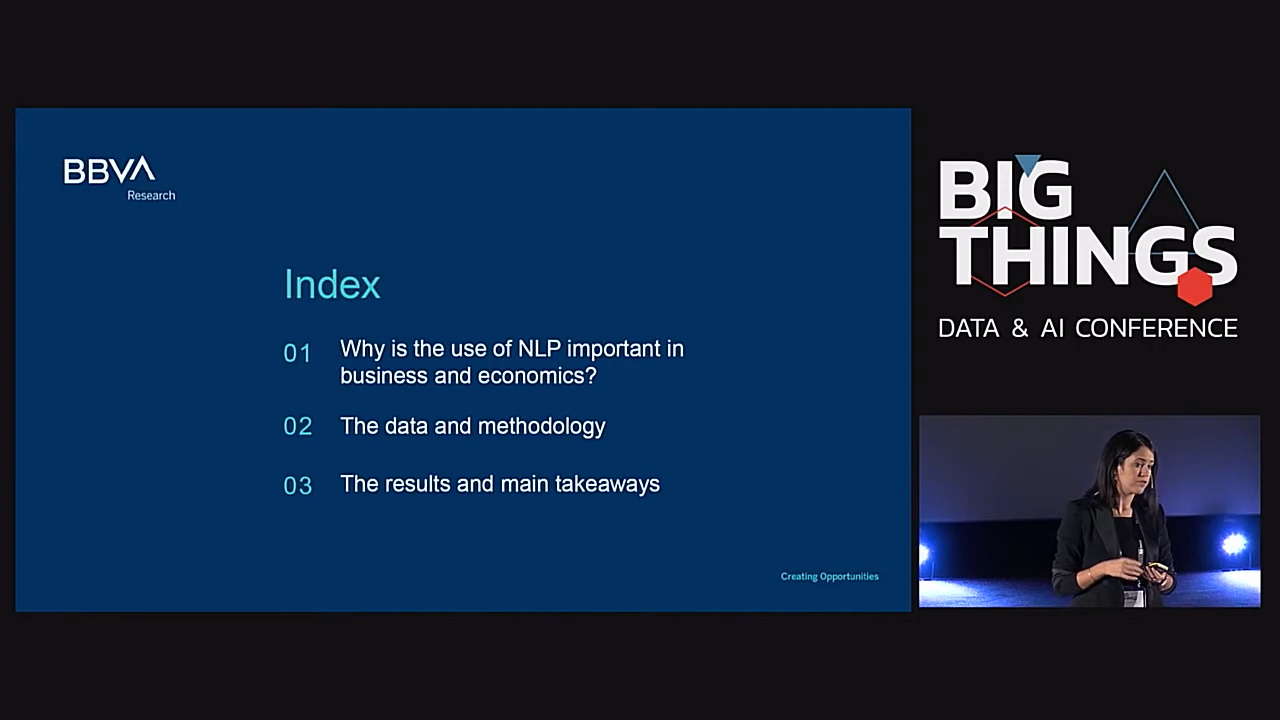 BBVA
Research
Index
01 Why is the use of NLP important in
business and economics?
02 The data and methodology
03 The results and main takeaways
Creating Opportunities
BIG
THINGS
DATA & AI CONFERENCE